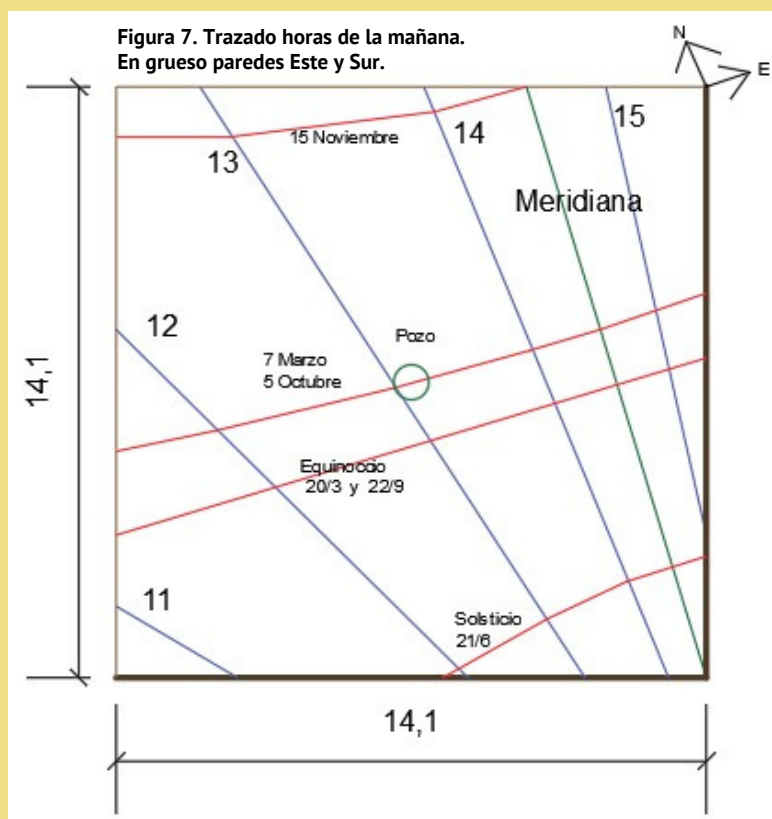 Figura 7. Trazado horas de la mañana.
En grueso paredes Este y Sur.
N
E
13
15 Noviembre
14
15
Meridiana
12
Pozo
7 Marzo
5 Octubre
14,1
Equinoccio
20/3 y 22/9
11
Solsticio
21/6
14,1